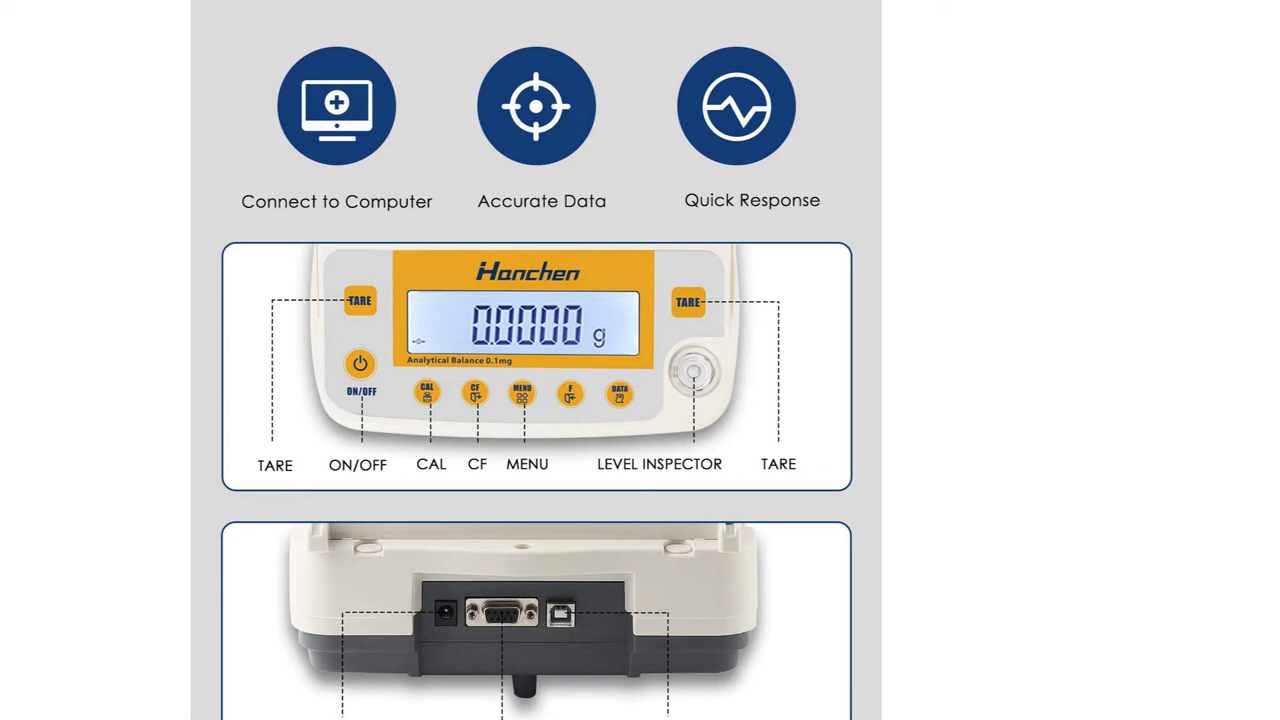 Connect to Computer
Accurate Data
Quick Response
Hanchen
TARE
0.0000 g
TARE
Analytical Balance 0.1mg
ON/OFF
CAL
CF
MENU
F
DATA
TARE
ON/OFF
CAL
CF
MENU
LEVEL INSPECTOR
TARE